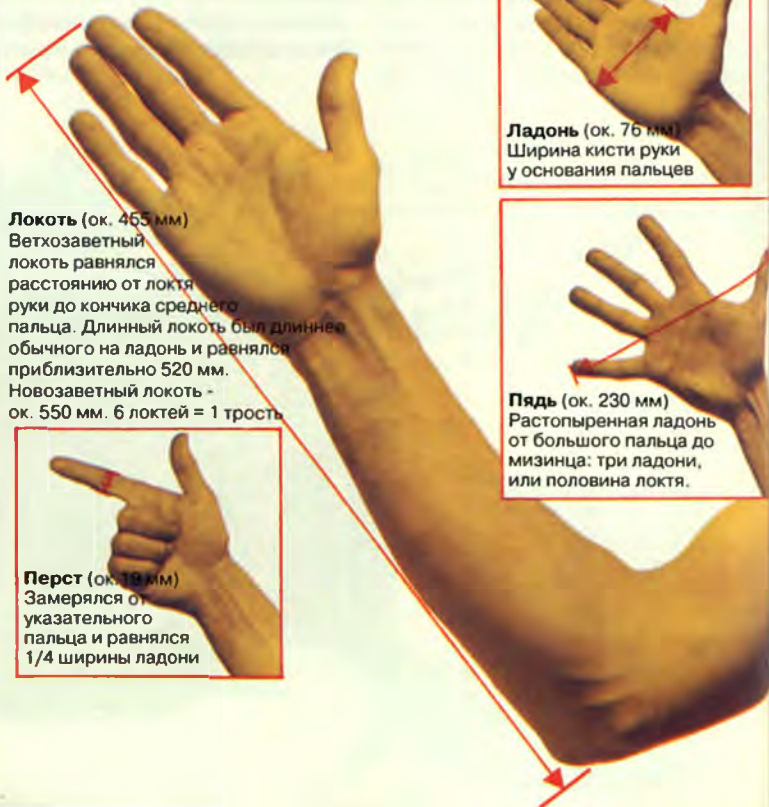 Ладонь (ок. 76 мм)
Ширина кисти руки
у основания пальцев
Локоть (ок. 455 мм)
Ветхозаветный
локоть равнялся
расстоянию от локтя
руки до кончика среднего
пальца. Длинный локоть был длиннее
обычного на ладонь и равнялся
приблизительно 520 мм.
Новозаветный локоть -
ок. 550 мм. 6 локтей = 1 трость
Пядь (ок. 230 мм)
Растопыренная ладонь
от большого пальца до
мизинца: три ладони,
или половина локтя.
Перст (ок. 19 мм)
Замерялся от
указательного
пальца и равнялся
1/4 ширины ладони